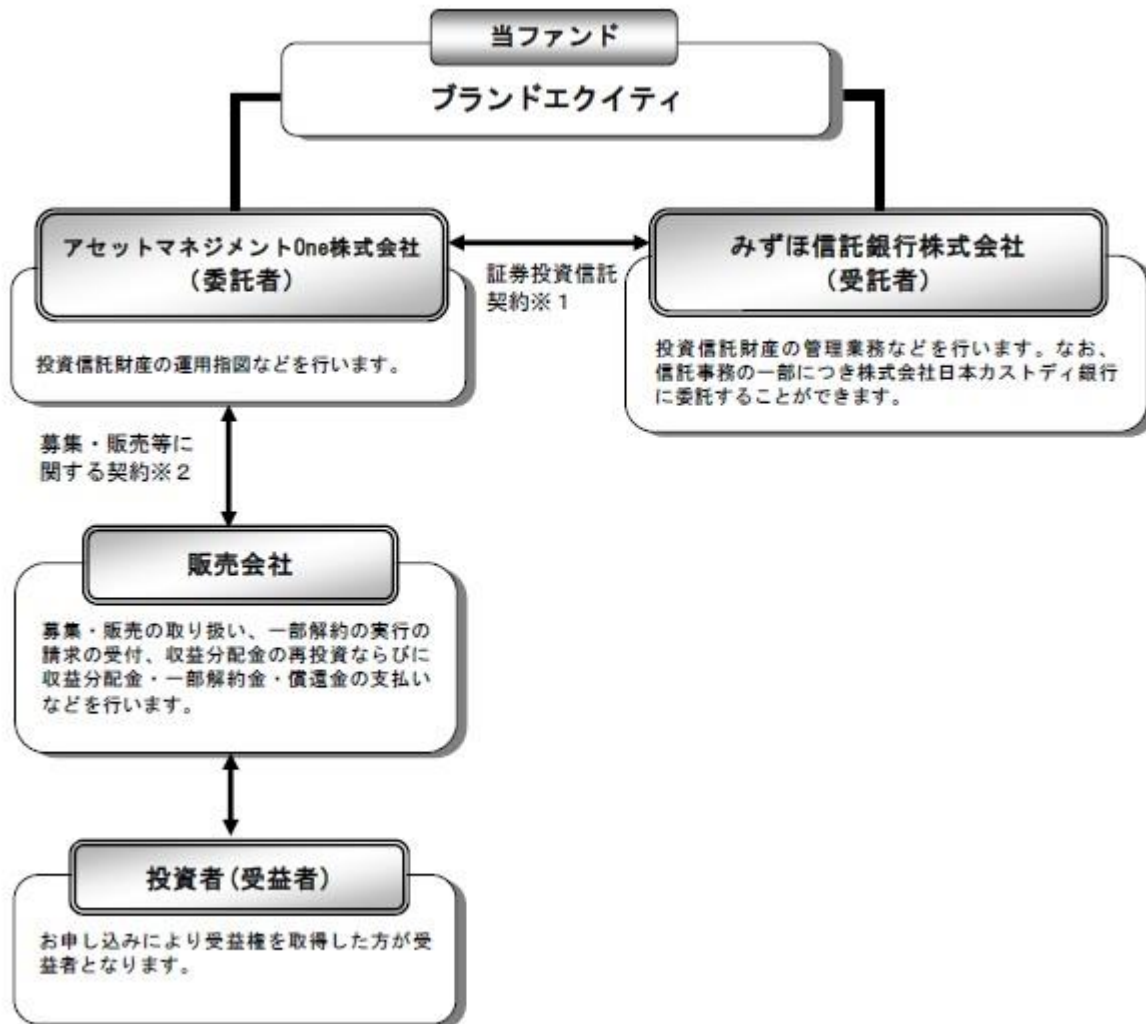 当ファンド
ブランドエクイティ
アセットマネジメントOne株式会社
（委託者）
投資信託財産の運用指図などを行います。
証券投資信託
契約※１
みずほ信託銀行株式会社
（受託者）
投資信託財産の管理業務などを行います。なお、
信託事務の一部につき株式会社日本カストディ銀行
に委託することができます。
募集・販売等に
関する契約※２
販売会社
募集・販売の取り扱い、一部解約の実行の
請求の受付、収益分配金の再投資ならびに
収益分配金・一部解約金・償還金の支払い
などを行います。
投資者(受益者)
お申し込みにより受益権を取得した方が受
益者となります。